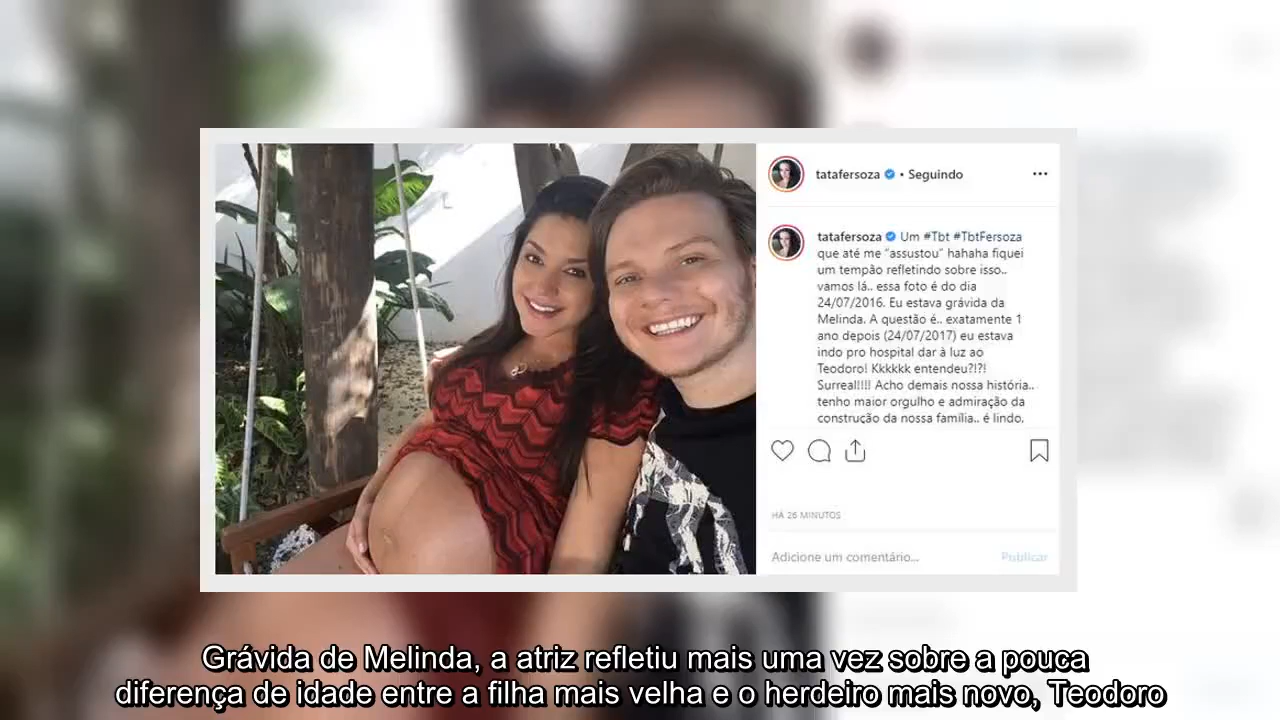 tatafersoza • Seguindo
tatafersoza Um #Tbt #TbtFersoza
que até me “assustou” hahaha fiquei
um tempão refletindo sobre isso..
vamos lá.. essa foto é do dia
24/07/2016. Eu estava grávida da
Melinda. A questão é.. exatamente 1
ano depois (24/07/2017) eu estava
indo pro hospital dar à luz ao
Teodoro! Kkkkkk entendeu?!?!
Surreal!!!! Acho demais nossa história..
tenho maior orgulho e admiração da
construção da nossa família.. é lindo.
HÁ 26 MINUTOS
Adicione um comentário... Publicar
Grávida de Melinda, a atriz refletiu mais uma vez sobre a pouca
diferença de idade entre a filha mais velha e o herdeiro mais novo, Teodoro